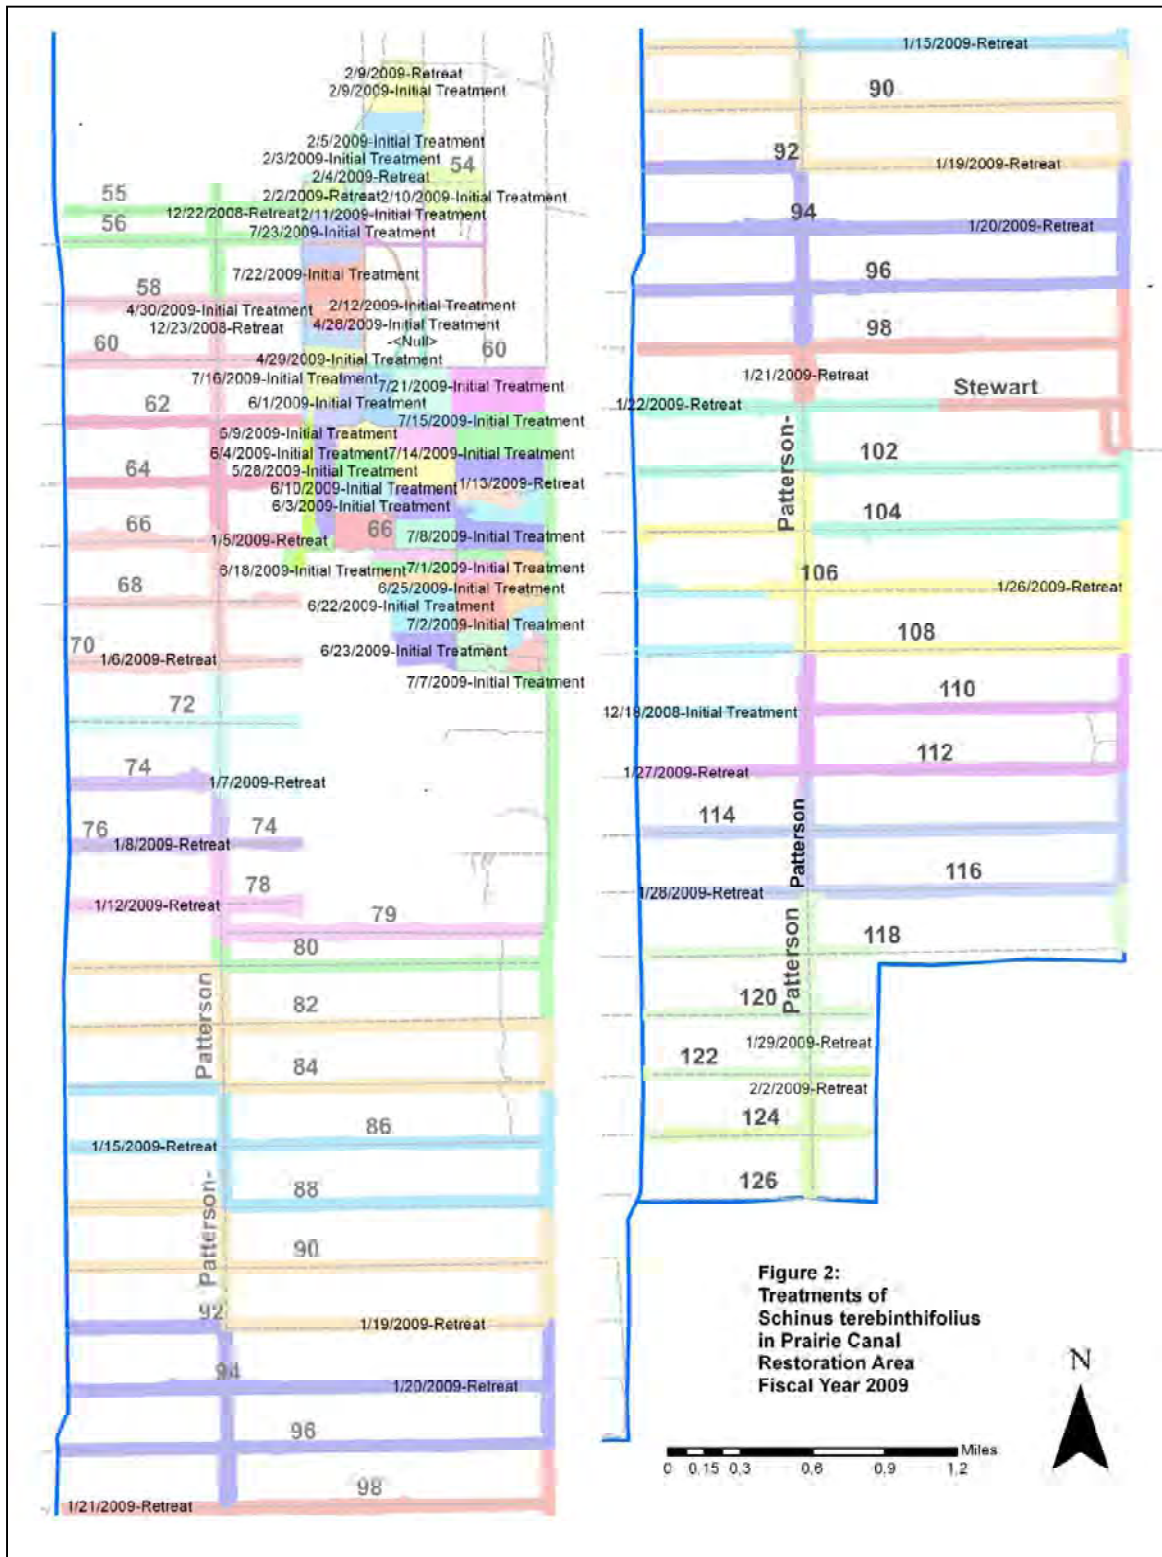 2/9/2009-Retreat
2/9/2009-Initial Treatment
2/5/2009-Initial Treatment
2/3/2009-Initial Treatment
54
2/4/2009-Retreat
55
2/2/2009-Retreat
2/10/2009-Initial Treatment
12/22/2008-Retreat
2/11/2009-Initial Treatment
56
7/23/2009-Initial Treatment
7/22/2009-Initial Treatment
58
4/30/2009-Initial Treatment
2/12/2009-Initial Treatment
12/23/2008-Retreat
4/28/2009-Initial Treatment
-<Null>
60
60
4/29/2009-Initial Treatment
7/16/2009-Initial Treatment
7/21/2009-Initial Treatment
62
6/1/2009-Initial Treatment
7/15/2009-Initial Treatment
6/4/2009-Initial Treatment
7/14/2009-Initial Treatment
64
5/28/2009-Initial Treatment
6/10/2009-Initial Treatment
1/13/2009-Retreat
6/3/2009-Initial Treatment
66
66
1/5/2009-Retreat
7/8/2009-Initial Treatment
6/18/2009-Initial Treatment
7/1/2009-Initial Treatment
68
6/25/2009-Initial Treatment
6/22/2009-Initial Treatment
7/2/2009-Initial Treatment
70
1/6/2009-Retreat
6/23/2009-Initial Treatment
7/7/2009-Initial Treatment
72
74
1/7/2009-Retreat
76
74
1/8/2009-Retreat
78
1/12/2009-Retreat
79
80
Patterson
82
84
86
1/15/2009-Retreat
Patterson-
88
90
92
1/19/2009-Retreat
94
1/20/2009-Retreat
96
98
1/21/2009-Retreat
1/15/2009-Retreat
90
92
1/19/2009-Retreat
94
1/20/2009-Retreat
96
98
1/21/2009-Retreat
Stewart
1/22/2009-Retreat
Patterson-
102
104
106
1/26/2009-Retreat
108
110
12/18/2008-Initial Treatment
112
1/27/2009-Retreat
114
Patterson
116
1/28/2009-Retreat
Patterson
118
120
1/29/2009-Retreat
122
2/2/2009-Retreat
124
126
Figure 2:
Treatments of
Schinus terebinthifolius
in Prairie Canal
Restoration Area
Fiscal Year 2009
N
Miles
0 0.15 0.3 0.6 0.9 1.2